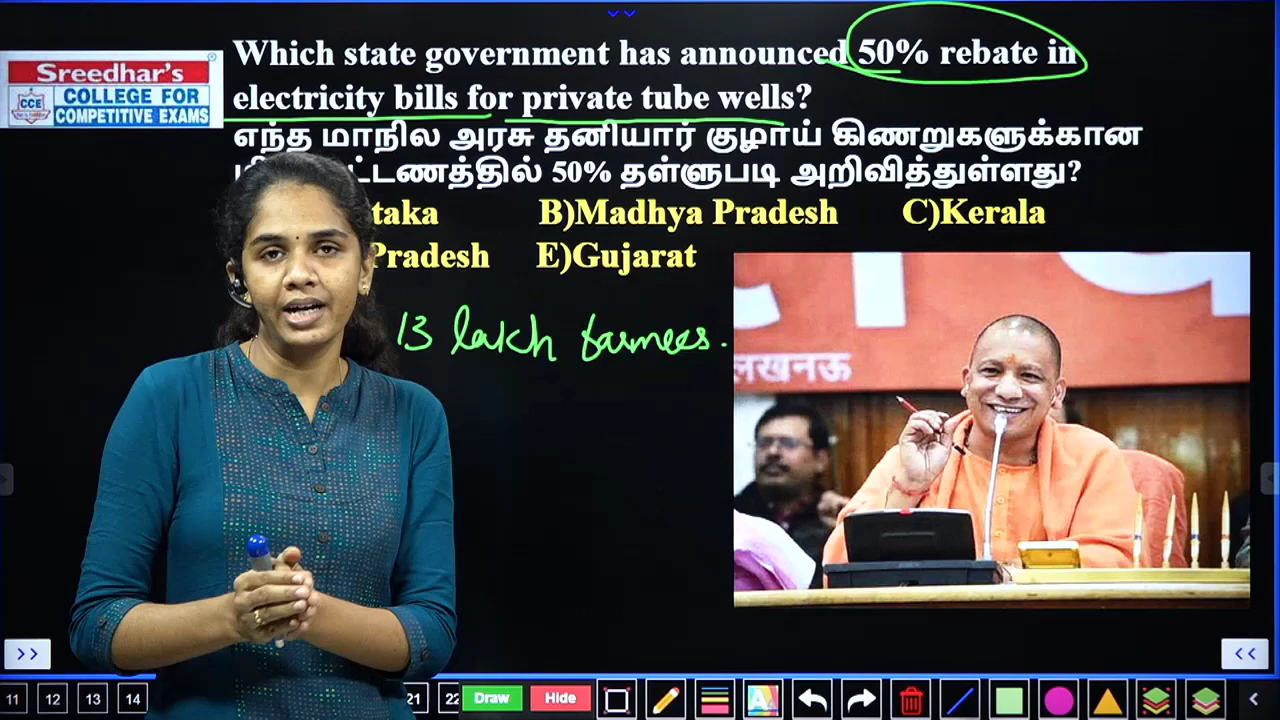 Which state government has announced 50% rebate in
electricity bills for private tube wells?
எந்த மாநில அரசு தனியார் குழாய் கிணறுகளுக்கான
50% தள்ளுபடி அறிவித்துள்ளது?
B)Madhya Pradesh C)Kerala
Pradesh E)Gujarat
13 lakh farmers.
Sreedhar's
CCE
COLLEGE FOR
COMPETITIVE EXAMS
लखनऊ
>> <<
11 12 13 14 21 22 Draw Hide